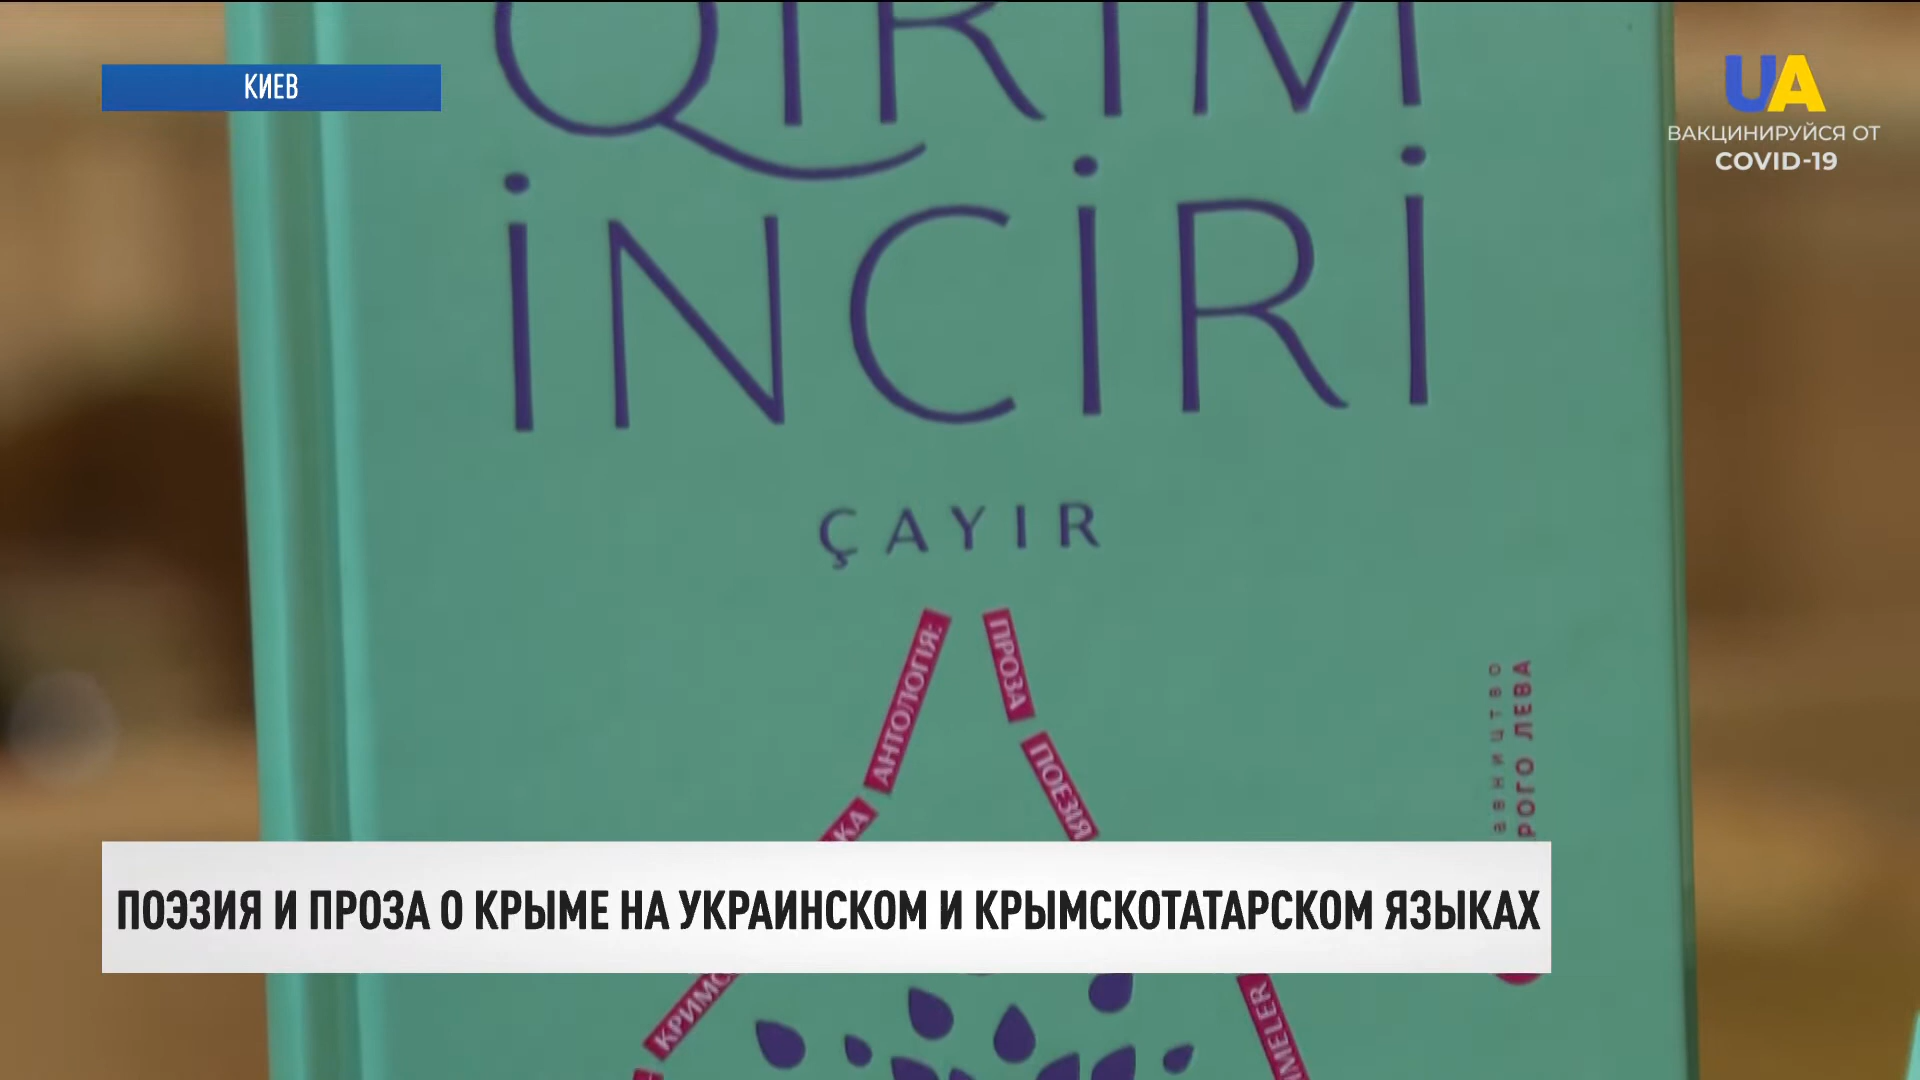 КИЕВ
UA
ВАКЦИНИРУЙСЯ ОТ
COVID-19
QIRIM
İNCİRİ
ÇAYIR
АНТОЛОГІЯ:
ПРОЗА
ПОЕЗІЯ
ПОЭЗИЯ И ПРОЗА О КРЫМЕ НА УКРАИНСКОМ И КРЫМСКОТАТАРСКОМ ЯЗЫКАХ